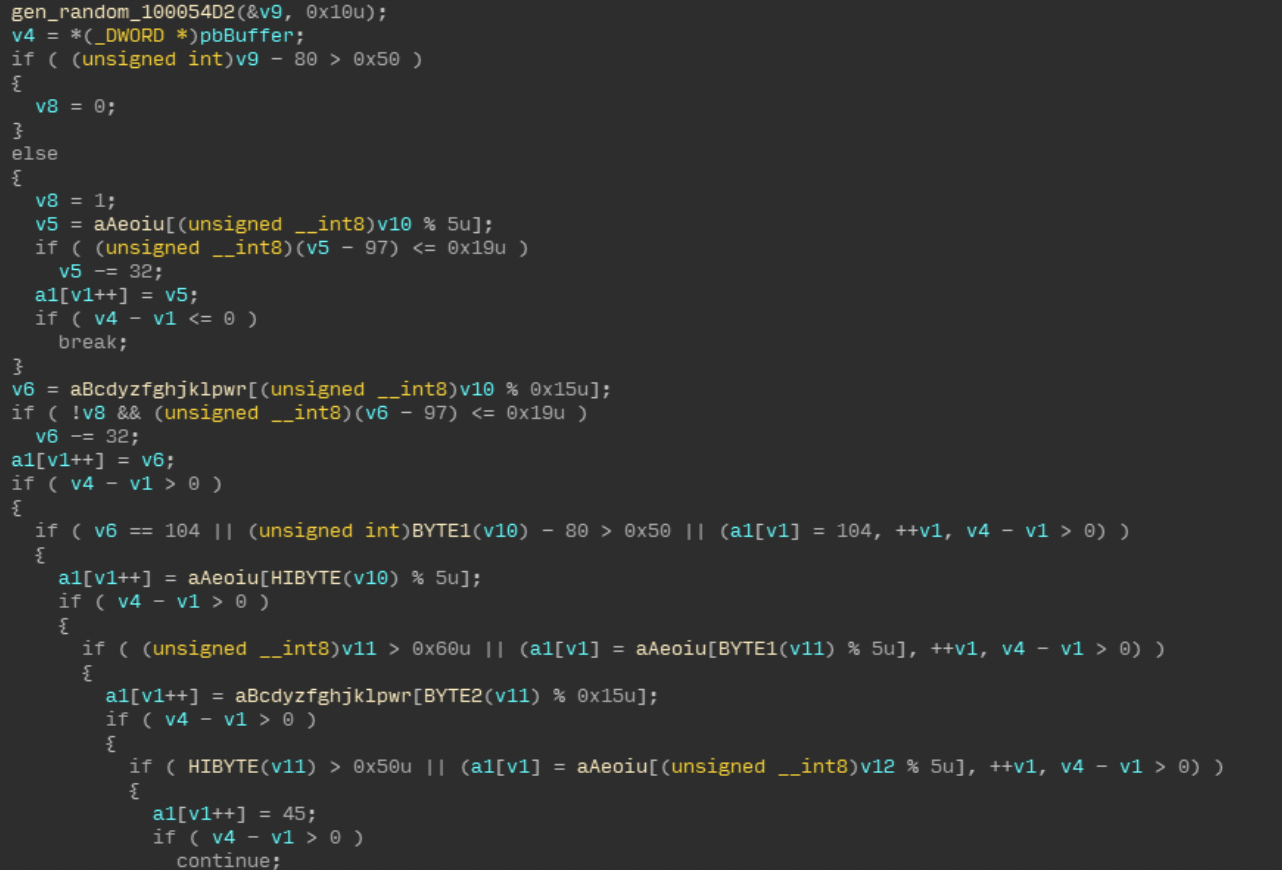 gen_random_100054D2(&v9, 0x10u);
v4 = *(_DWORD *)pbBuffer;
if ( (unsigned int)v9 - 80 > 0x50 )
{
  v8 = 0;
}
else
{
  v8 = 1;
  v5 = aAeoiu[(unsigned __int8)v10 % 5u];
  if ( (unsigned __int8)(v5 - 97) <= 0x19u )
    v5 -= 32;
  a1[v1++] = v5;
  if ( v4 - v1 <= 0 )
    break;
}
v6 = aBcdyzfghjklpwr[(unsigned __int8)v10 % 0x15u];
if ( !v8 && (unsigned __int8)(v6 - 97) <= 0x19u )
  v6 -= 32;
a1[v1++] = v6;
if ( v4 - v1 > 0 )
{
  if ( v6 == 104 || (unsigned int)BYTE1(v10) - 80 > 0x50 || (a1[v1] = 104, ++v1, v4 - v1 > 0) )
  {
    a1[v1++] = aAeoiu[HIBYTE(v10) % 5u];
    if ( v4 - v1 > 0 )
    {
      if ( (unsigned __int8)v11 > 0x60u || (a1[v1] = aAeoiu[BYTE1(v11) % 5u], ++v1, v4 - v1 > 0) )
      {
        a1[v1++] = aBcdyzfghjklpwr[BYTE2(v11) % 0x15u];
        if ( v4 - v1 > 0 )
        {
          if ( HIBYTE(v11) > 0x50u || (a1[v1] = aAeoiu[(unsigned __int8)v12 % 5u], ++v1, v4 - v1 > 0) )
          {
            a1[v1++] = 45;
            if ( v4 - v1 > 0 )
              continue;